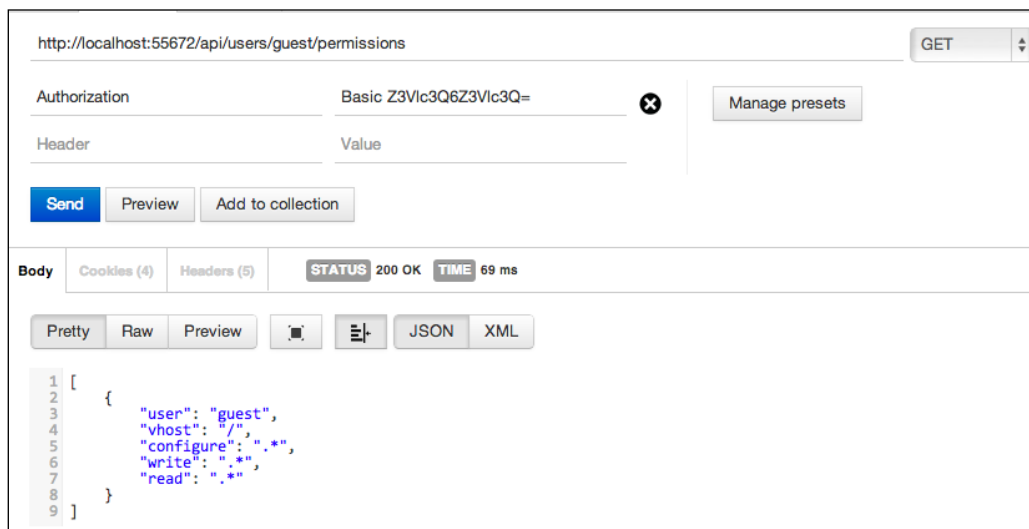 http://localhost:55672/api/users/guest/permissions GET
Authorization Basic Z3Vlc3Q6Z3Vlc3Q= Manage presets
Header Value
Send Preview Add to collection
Body Cookies (4) Headers (5) STATUS 200 OK TIME 69 ms
Pretty Raw Preview JSON XML
1 [
2 {
3 "user": "guest",
4 "vhost": "/",
5 "configure": ".*",
6 "write": ".*",
7 "read": ".*"
8 }
9 ]